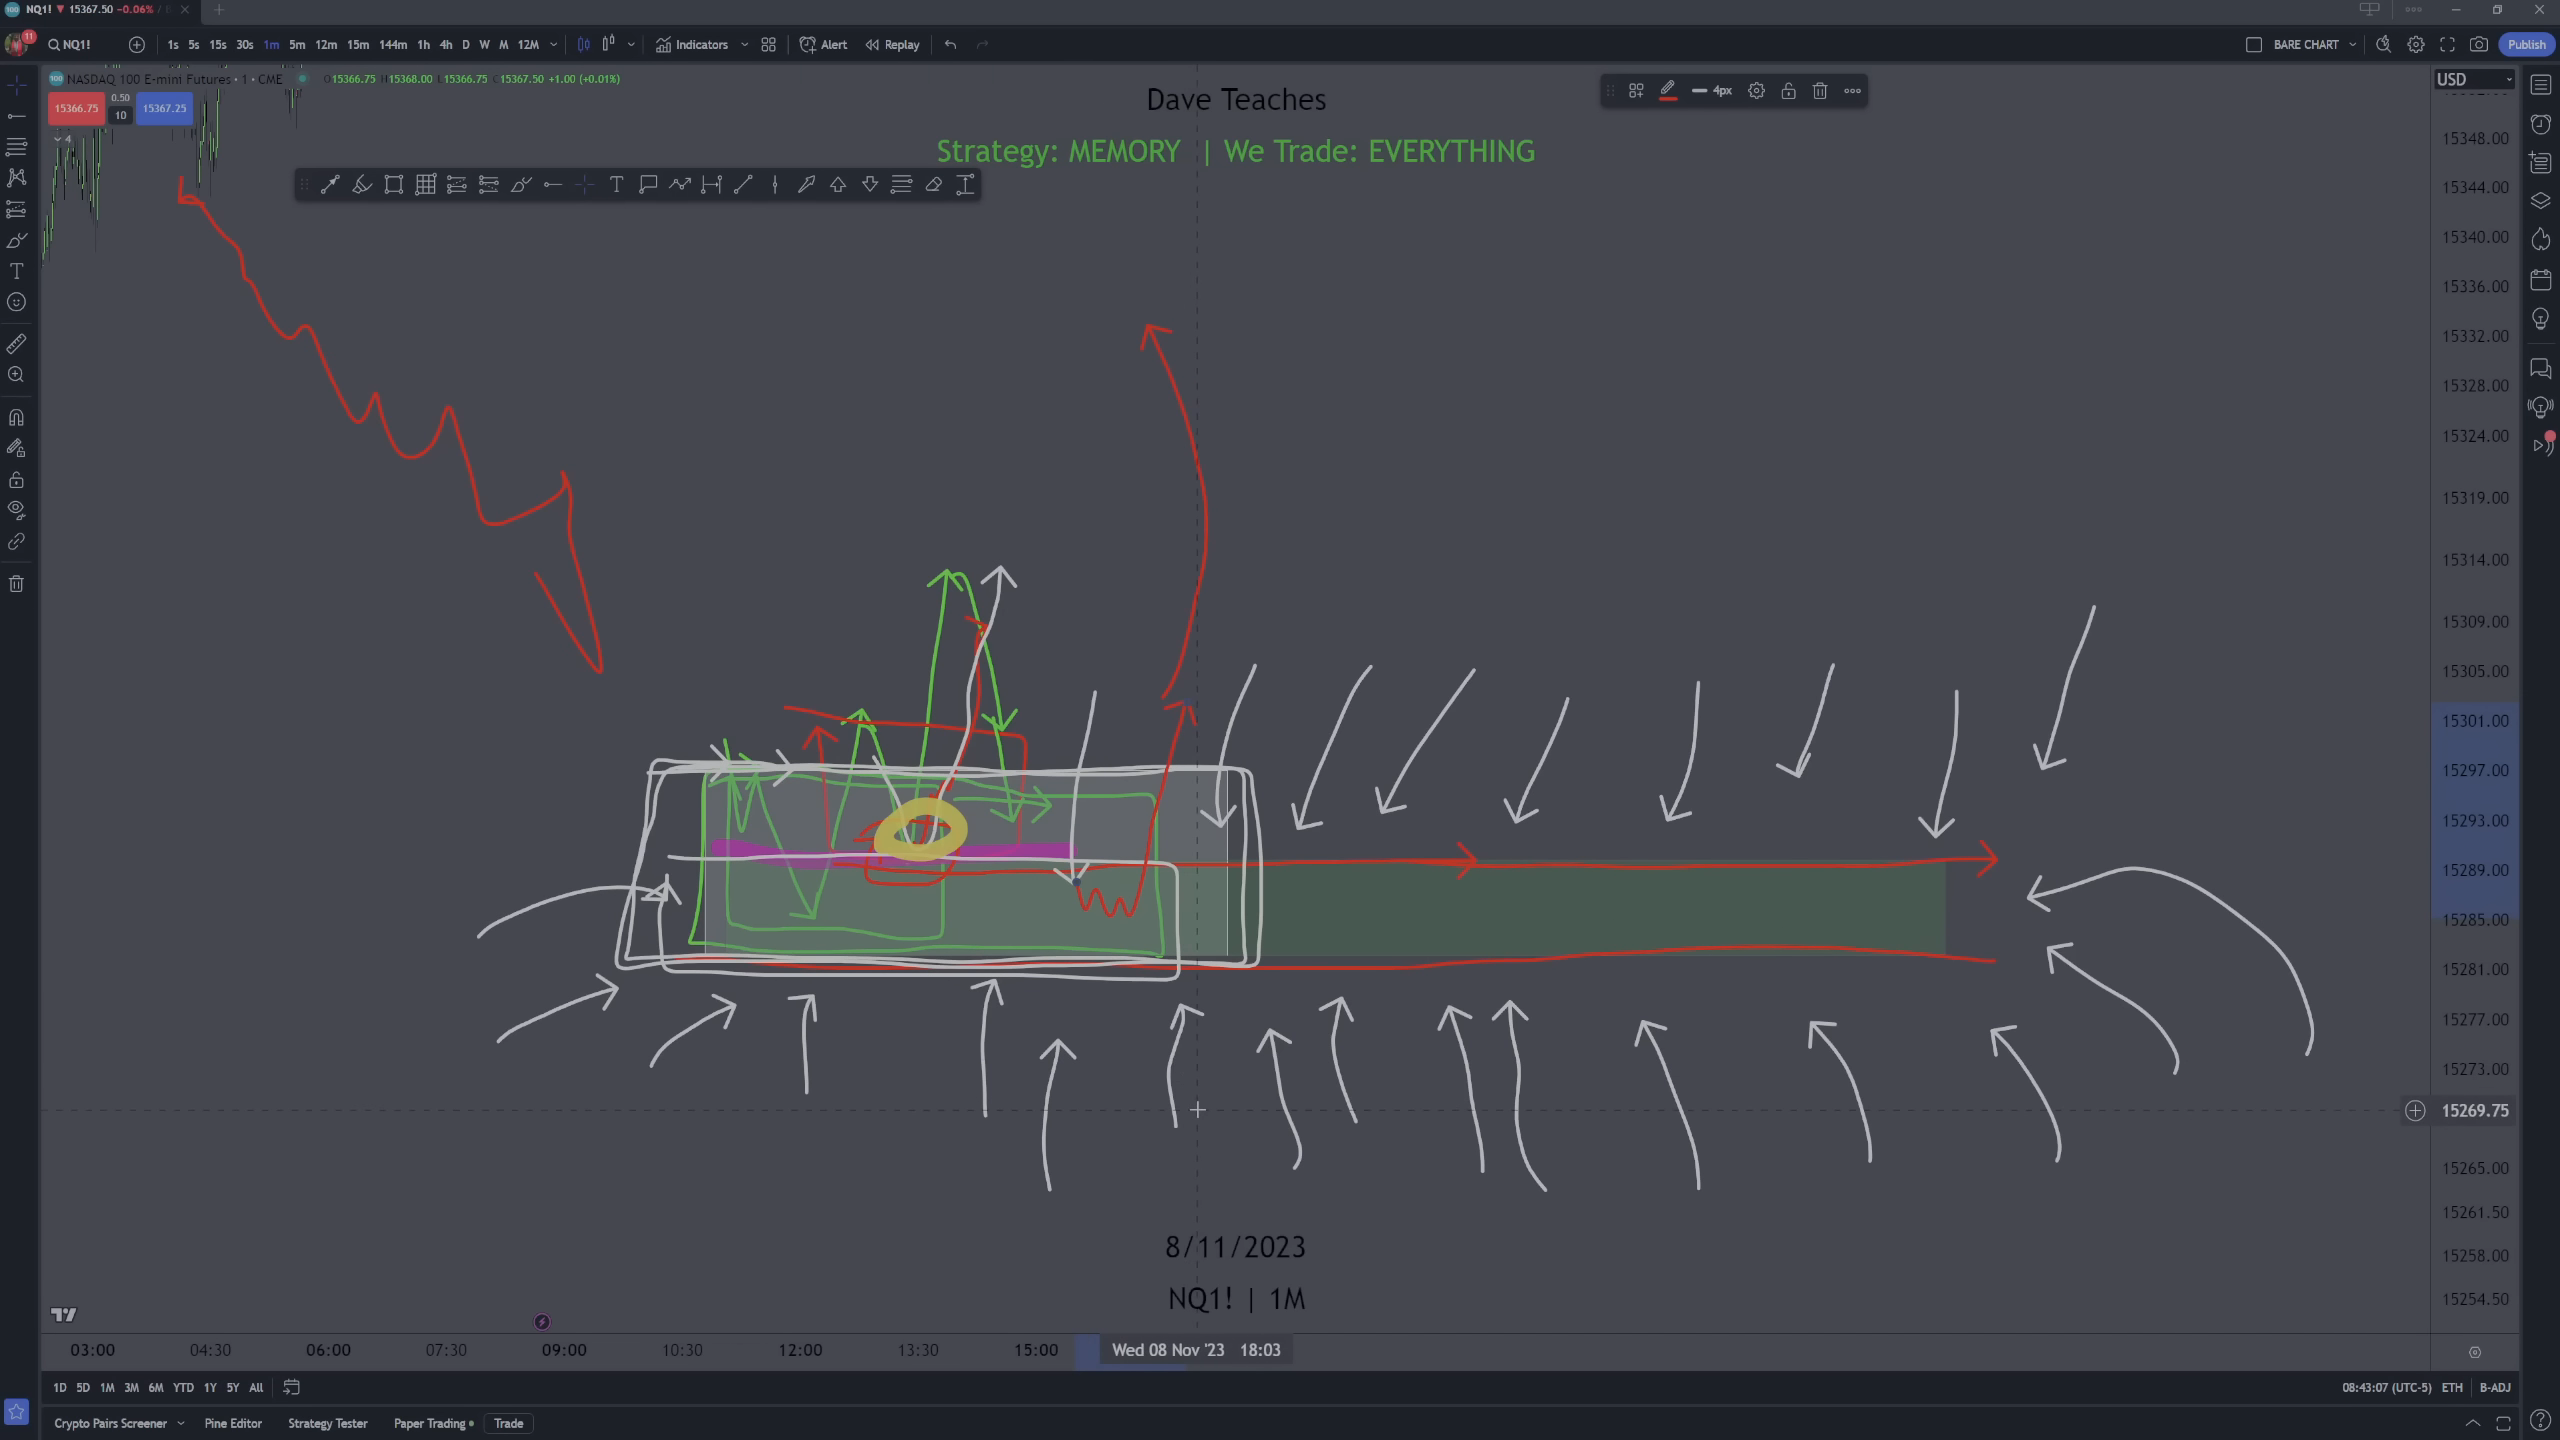 NQ1! ▼ 15367.50 −0.06% /
11 NQ1! 1s 5s 15s 30s 1m 5m 12m 15m 144m 1h 4h D W M 12M Indicators Alert Replay BARE CHART Publish
NASDAQ 100 E-mini Futures · 1 · CME O15366.75 H15368.00 L15366.75 C15367.50 +1.00 (+0.01%)
USD
15366.75 0.50 10 15367.25
4
4px
Dave Teaches
Strategy: MEMORY | We Trade: EVERYTHING
15348.00
15344.00
15340.00
15336.00
15332.00
15328.00
15324.00
15319.00
15314.00
15309.00
15305.00
15301.00
15297.00
15293.00
15289.00
15285.00
15281.00
15277.00
15273.00
15269.75
15265.00
15261.50
15258.00
15254.50
8/11/2023
NQ1! | 1M
03:00 04:30 06:00 07:30 09:00 10:30 12:00 13:30 15:00 Wed 08 Nov '23 18:03
1D 5D 1M 3M 6M YTD 1Y 5Y All 08:43:07 (UTC-5) ETH B-ADJ
Crypto Pairs Screener Pine Editor Strategy Tester Paper Trading Trade